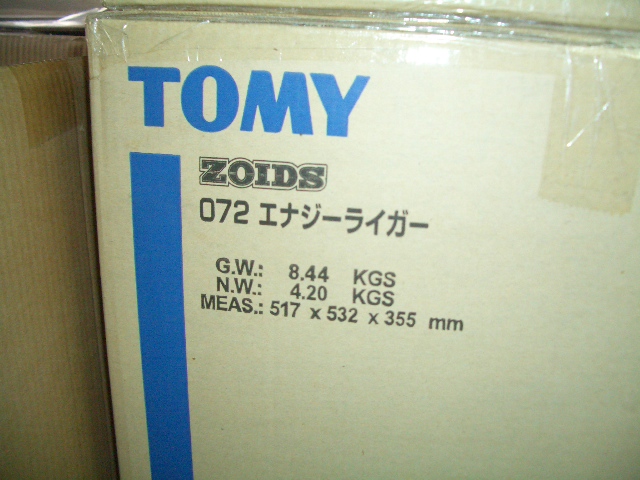 TOMY
ZOIDS
072 エナジーライガー
G.W.: 8.44 KGS
N.W.: 4.20 KGS
MEAS.: 517 x 532 x 355 mm